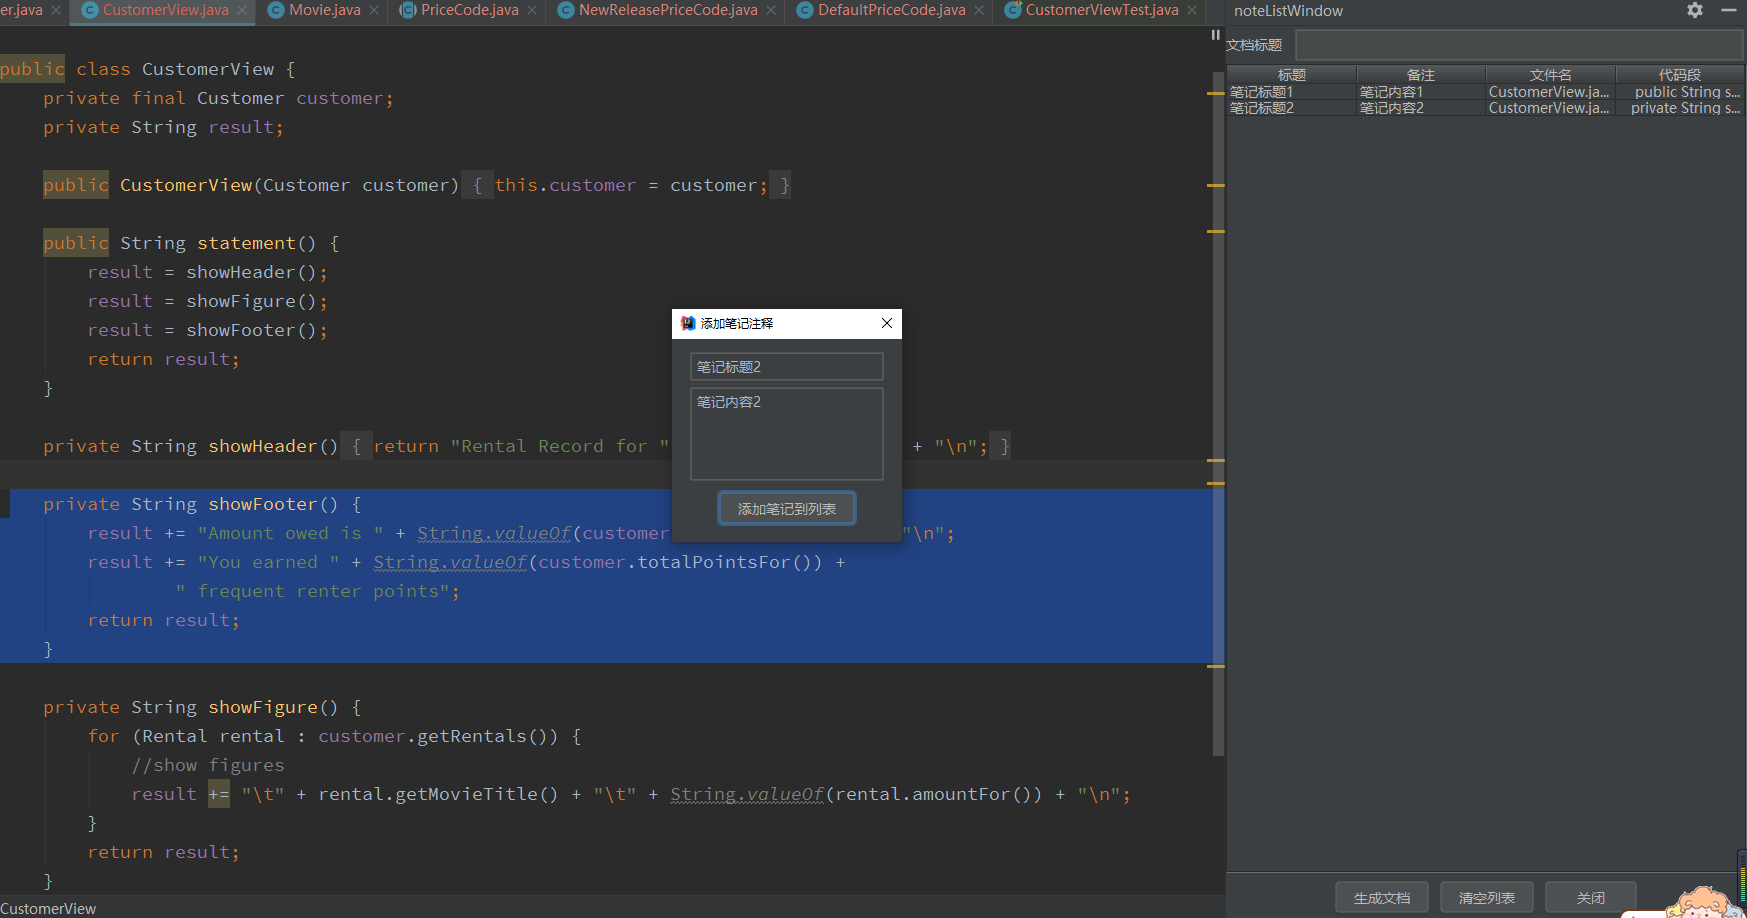 er.java CustomerView.java Movie.java PriceCode.java NewReleasePriceCode.java DefaultPriceCode.java CustomerViewTest.java
public class CustomerView {
private final Customer customer;
private String result;
public CustomerView(Customer customer) { this.customer = customer; }
public String statement() {
result = showHeader();
result = showFigure();
result = showFooter();
return result;
}
private String showHeader() { return "Rental Record for " + "\n"; }
private String showFooter() {
result += "Amount owed is " + String.valueOf(customer "\n";
result += "You earned " + String.valueOf(customer.totalPointsFor()) +
" frequent renter points";
return result;
}
private String showFigure() {
for (Rental rental : customer.getRentals()) {
//show figures
result += "\t" + rental.getMovieTitle() + "\t" + String.valueOf(rental.amountFor()) + "\n";
}
return result;
}
CustomerView
添加笔记注释
笔记标题2
笔记内容2
添加笔记到列表
noteListWindow
文档标题
标题 备注 文件名 代码段
笔记标题1 笔记内容1 CustomerView.ja... public String s...
笔记标题2 笔记内容2 CustomerView.ja... private String s...
生成文档 清空列表 关闭